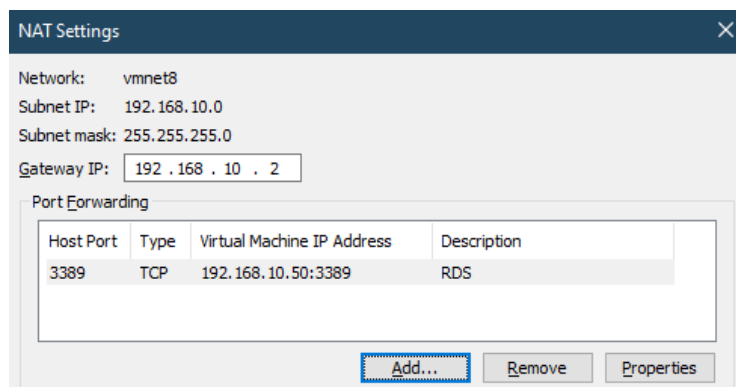 NAT Settings
Network: vmnet8
Subnet IP: 192.168.10.0
Subnet mask: 255.255.255.0
Gateway IP: 192 . 168 . 10 . 2
Port Forwarding
Host Port Type Virtual Machine IP Address Description
3389 TCP 192.168.10.50:3389 RDS
Add... Remove Properties